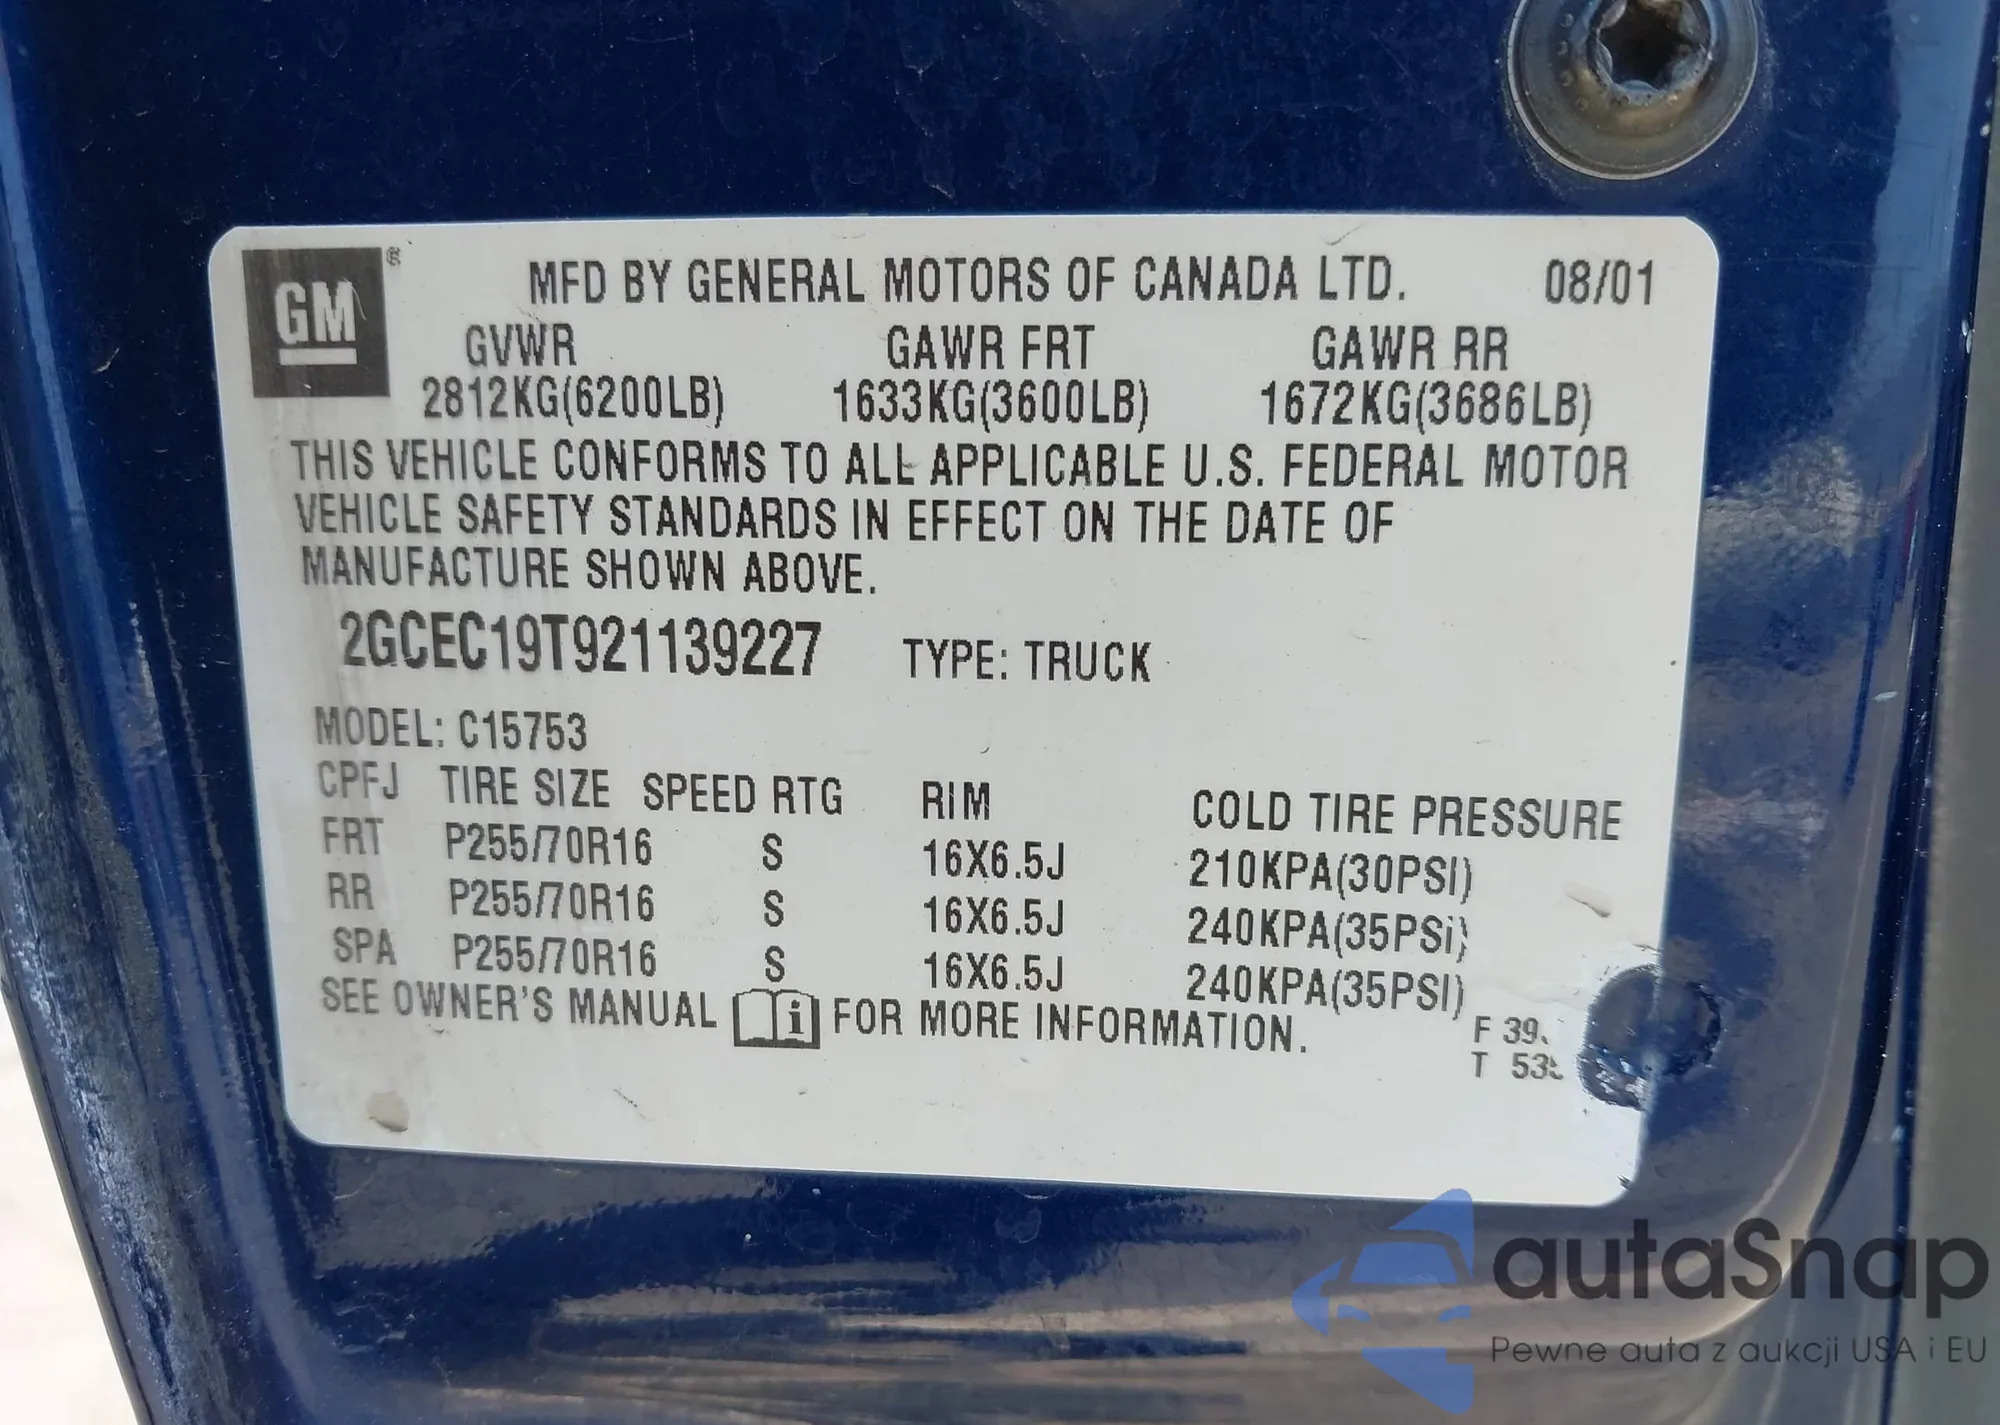 GM ®
MFD BY GENERAL MOTORS OF CANADA LTD. 08/01
GVWR GAWR FRT GAWR RR
2812KG(6200LB) 1633KG(3600LB) 1672KG(3686LB)
THIS VEHICLE CONFORMS TO ALL APPLICABLE U.S. FEDERAL MOTOR
VEHICLE SAFETY STANDARDS IN EFFECT ON THE DATE OF
MANUFACTURE SHOWN ABOVE.
2GCEC19T921139227 TYPE: TRUCK
MODEL: C15753
CPFJ TIRE SIZE SPEED RTG RIM COLD TIRE PRESSURE
FRT P255/70R16 S 16X6.5J 210KPA(30PSI)
RR P255/70R16 S 16X6.5J 240KPA(35PSI)
SPA P255/70R16 S 16X6.5J 240KPA(35PSI)
SEE OWNER'S MANUAL i FOR MORE INFORMATION.
F
T
autaSnap
Pewne auta z aukcji USA i EU